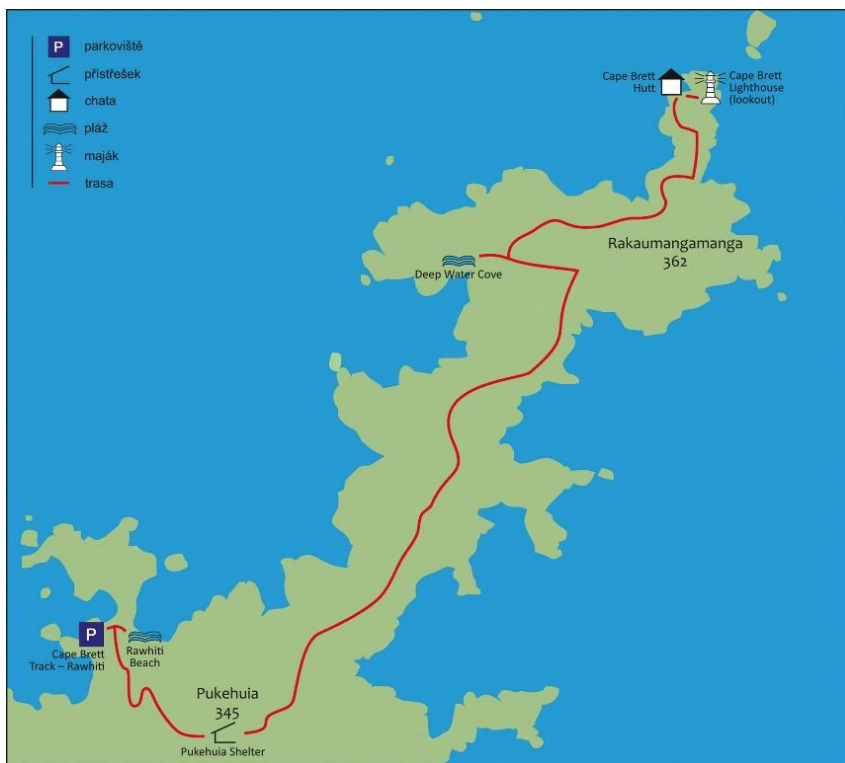 P parkoviště
přístřešek
chata
pláž
maják
trasa
Cape Brett
Hutt
Cape Brett
Lighthouse
(lookout)
Rakaumangamanga
362
Deep Water Cove
P
Cape Brett
Track – Rawhiti
Rawhiti
Beach
Pukehuia
345
Pukehuia Shelter